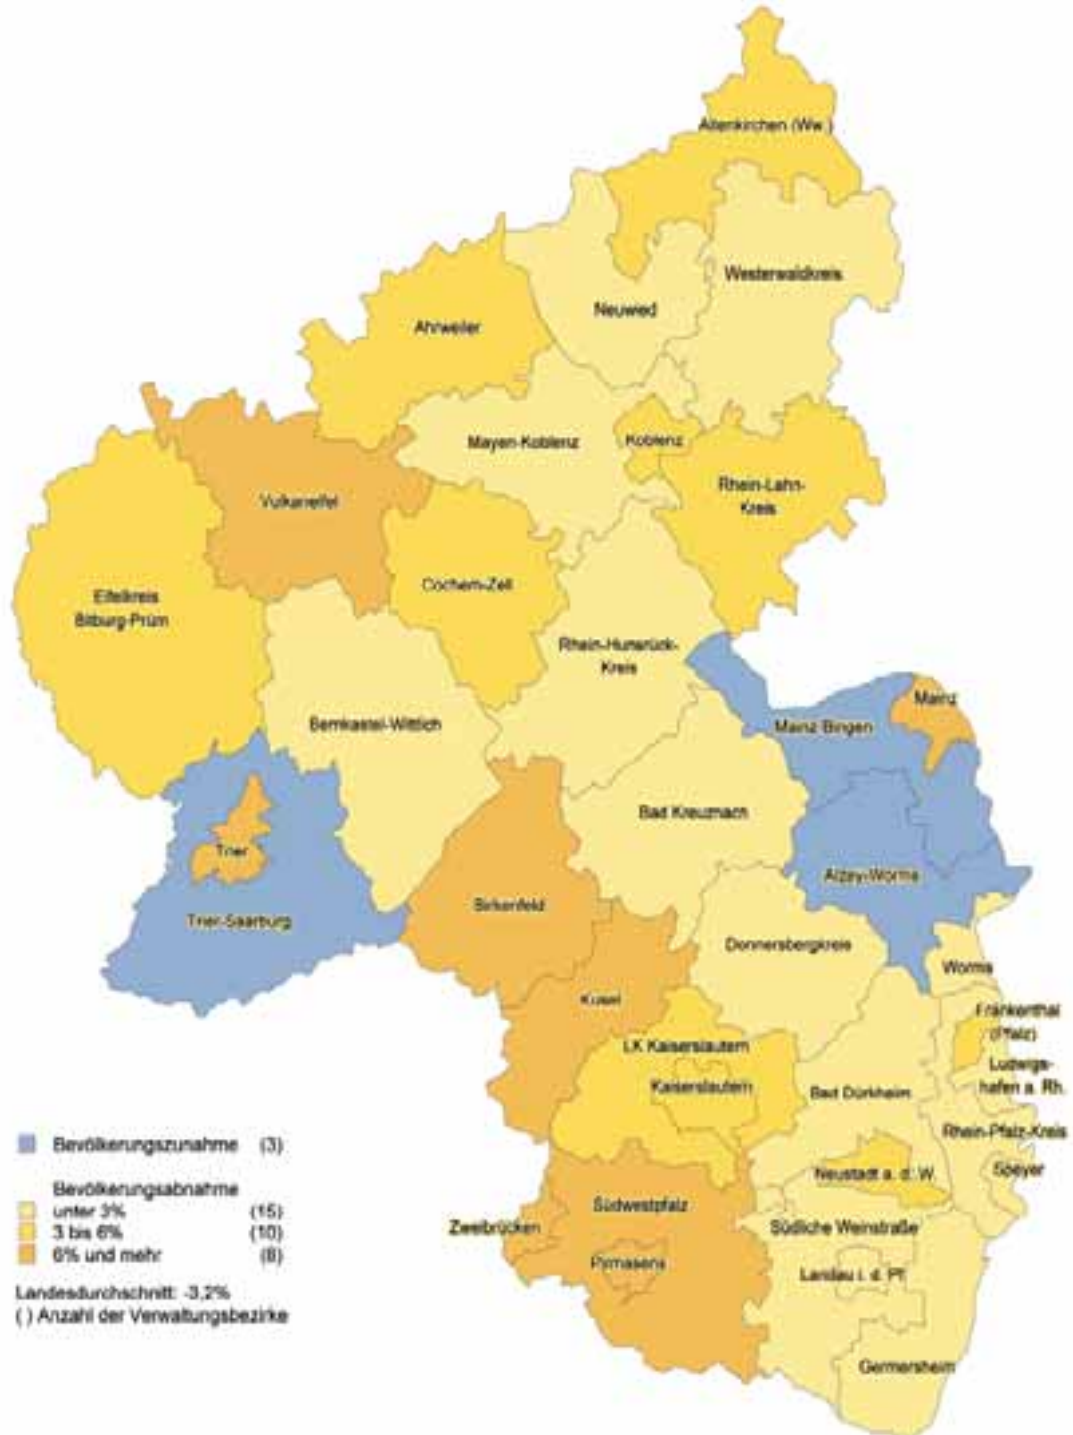 Altenkirchen (Ww.)
Westerwaldkreis
Neuwied
Ahrweiler
Mayen-Koblenz
Koblenz
Rhein-Lahn-
Kreis
Vulkaneifel
Cochem-Zell
Eifelkreis
Bitburg-Prüm
Rhein-Hunsrück-
Kreis
Mainz
Bernkastel-Wittlich
Mainz-Bingen
Bad Kreuznach
Trier
Alzey-Worms
Birkenfeld
Trier-Saarburg
Donnersbergkreis
Worms
Kusel
Frankenthal
(Pfalz)
LK Kaiserslautern
Ludwigs-
hafen a. Rh.
Kaiserslautern
Bad Dürkheim
Rhein-Pfalz-Kreis
Neustadt a. d. W.
Speyer
Südwestpfalz
Zweibrücken
Südliche Weinstraße
Pirmasens
Landau i. d. Pf.
Germersheim
Bevölkerungszunahme (3)
Bevölkerungsabnahme
unter 3% (15)
3 bis 6% (10)
6% und mehr (8)
Landesdurchschnitt: -3,2%
( ) Anzahl der Verwaltungsbezirke